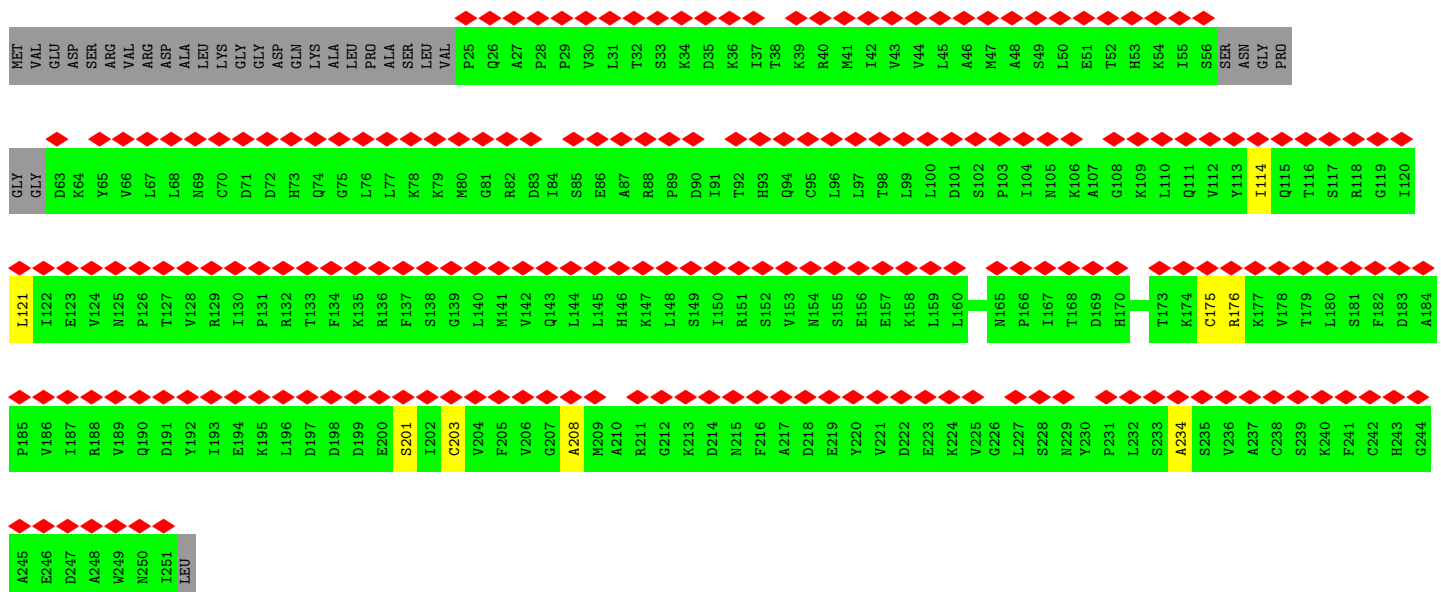 MET VAL GLU ASP SER ARG VAL ARG ASP ALA LEU LYS GLY GLY ASP GLN LYS ALA LEU PRO ALA SER LEU VAL P25 Q26 A27 P28 P29 V30 L31 T32 S33 K34 D35 K36 I37 T38 K39 R40 M41 I42 V43 V44 L45 A46 M47 A48 S49 L50 E51 T52 H53 K54 I55 S56 SER ASN GLY PRO
GLY GLY D63 K64 Y65 V66 L67 L68 N69 C70 D71 D72 H73 Q74 G75 L76 L77 K78 K79 M80 G81 R82 D83 I84 S85 E86 A87 R88 P89 D90 I91 T92 H93 Q94 C95 L96 L97 T98 L99 L100 D101 S102 P103 I104 N105 K106 A107 G108 K109 L110 Q111 V112 Y113 I114 Q115 T116 S117 R118 G119 I120
L121 I122 E123 V124 N125 P126 T127 V128 R129 I130 P131 R132 T133 F134 K135 R136 F137 S138 G139 L140 M141 V142 Q143 L144 L145 H146 K147 L148 S149 I150 R151 S152 V153 N154 S155 E156 E157 K158 L159 L160 N165 P166 I167 T168 D169 H170 T173 K174 C175 R176 K177 V178 T179 L180 S181 F182 D183 A184
P185 V186 I187 R188 V189 Q190 D191 Y192 I193 E194 K195 L196 D197 D198 D199 E200 S201 I202 C203 V204 F205 V206 G207 A208 M209 A210 R211 G212 K213 D214 N215 F216 A217 D218 E219 Y220 V221 D222 E223 K224 V225 G226 L227 S228 N229 Y230 P231 L232 S233 A234 S235 V236 A237 C238 S239 K240 F241 C242 H243 G244
A245 E246 D247 A248 W249 N250 I251 LEU